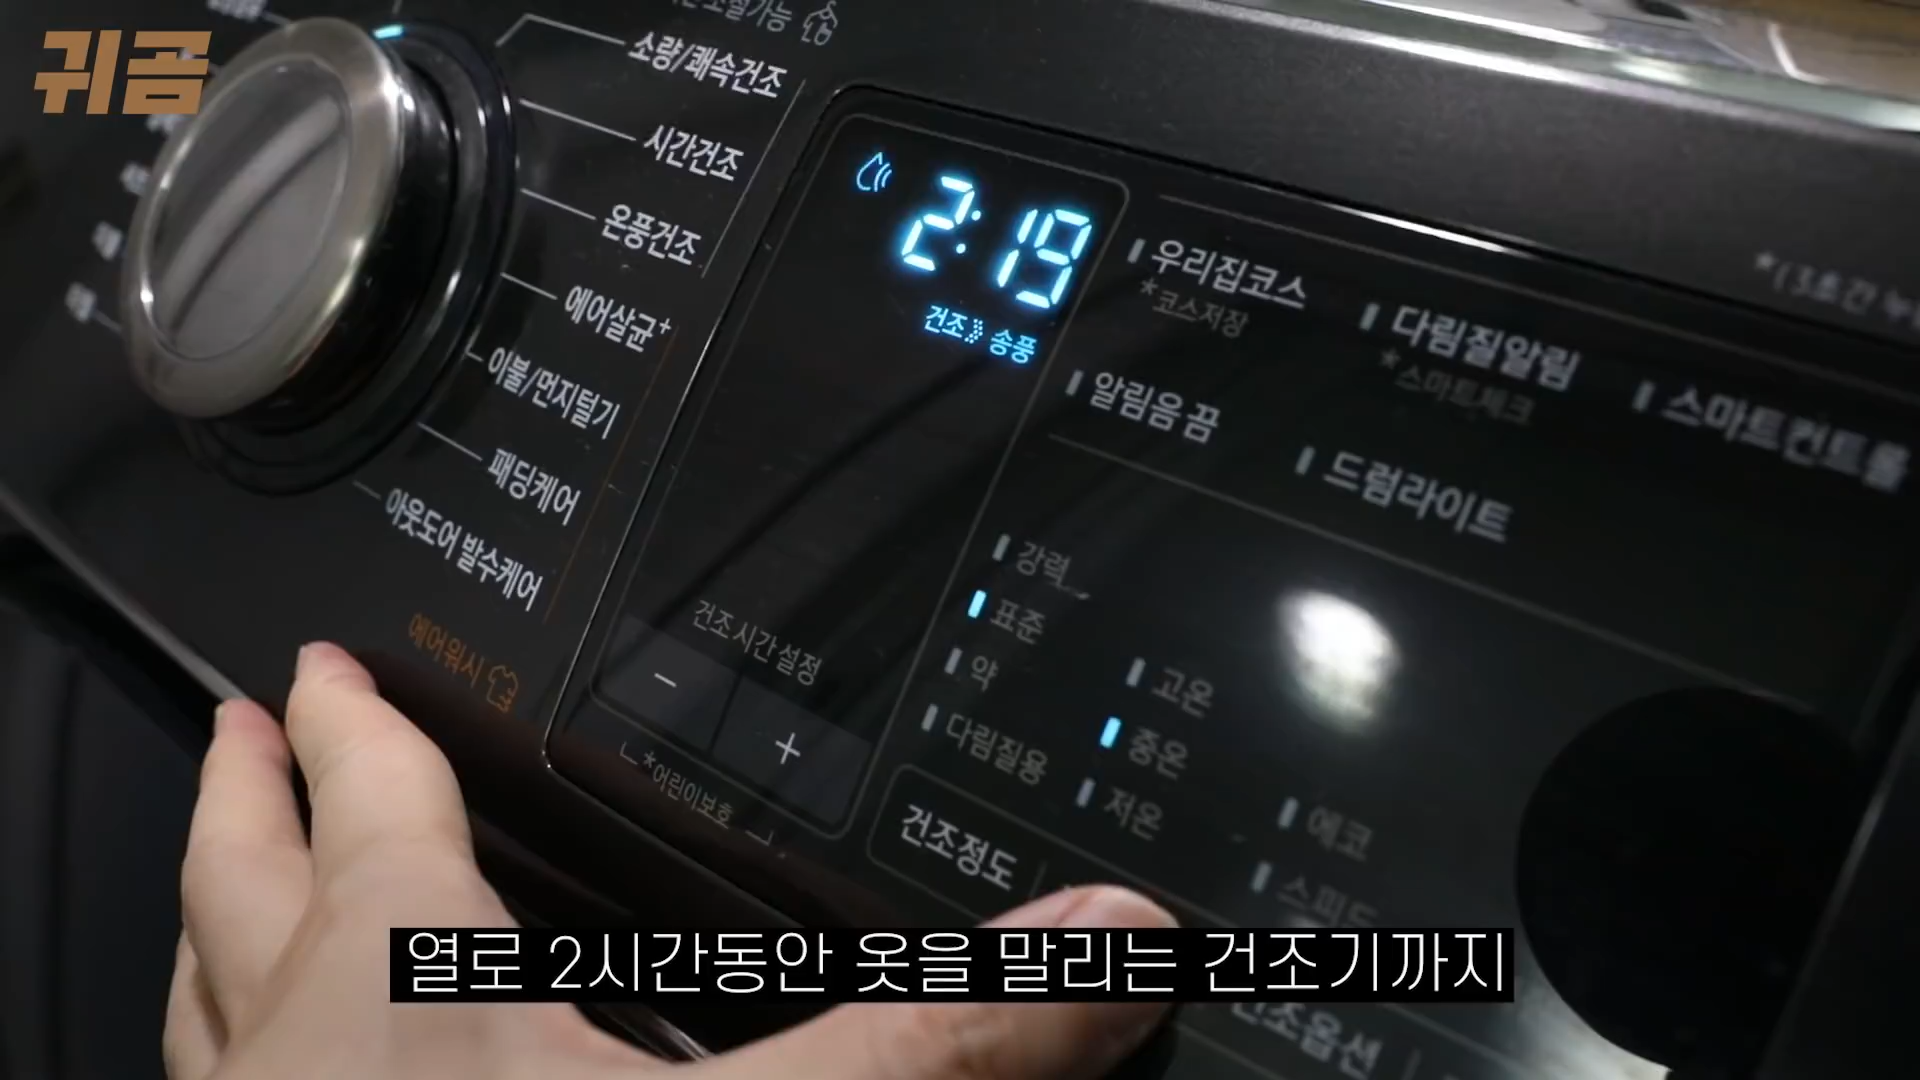 귀곰
소량/쾌속건조
시간건조
온풍건조
에어살균+
이불/먼지털기
패딩케어
아웃도어 발수케어
에어워시
2:19
건조 송풍
건조시간설정
-
+
*어린이보호
우리집코스
*코스저장
다림질알림
*스마트체크
스마트컨트롤
*(3초간
알림음 끔
드럼라이트
강력
표준
약
다림질용
고온
중온
저온
에코
스피드
건조정도
건조옵션
열로 2시간동안 옷을 말리는 건조기까지